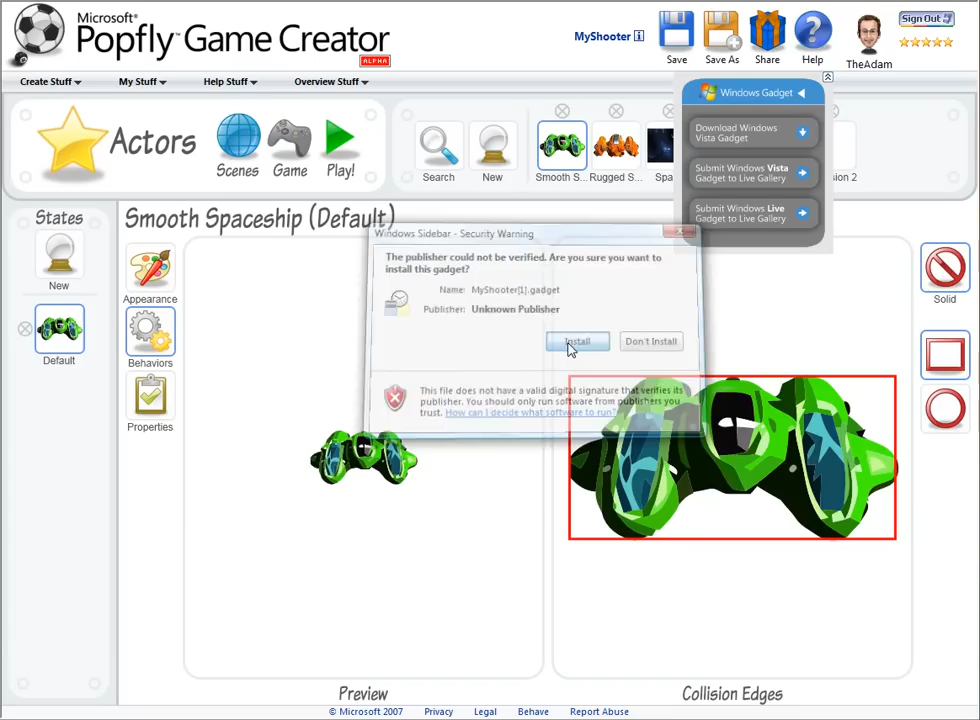 Microsoft®
Popfly™ Game Creator
ALPHA
MyShooter
Save
Save As
Share
Help
Sign Out
TheAdam
Create Stuff
My Stuff
Help Stuff
Overview Stuff
Actors
Scenes
Game
Play!
Search
New
Smooth S...
Rugged S...
Spa
sion 2
Windows Gadget
Download Windows
Vista Gadget
Submit Windows Vista
Gadget to Live Gallery
Submit Windows Live
Gadget to Live Gallery
States
New
Default
Smooth Spaceship (Default)
Appearance
Behaviors
Properties
Windows Sidebar - Security Warning
The publisher could not be verified. Are you sure you want to
install this gadget?
Name: MyShooter[1].gadget
Publisher: Unknown Publisher
Install
Don't Install
This file does not have a valid digital signature that verifies its
publisher. You should only run software from publishers you
trust. How can I decide what software to run?
Solid
Preview
Collision Edges
© Microsoft 2007
Privacy
Legal
Behave
Report Abuse